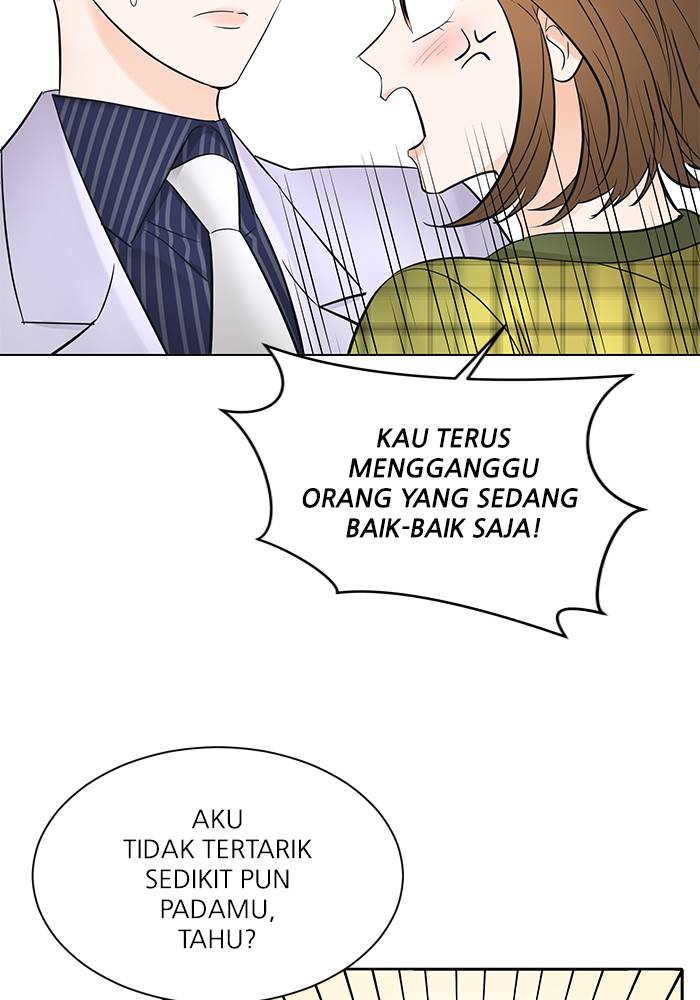 KAU TERUS
MENGGANGGU
ORANG YANG SEDANG
BAIK-BAIK SAJA!
AKU
TIDAK TERTARIK
SEDIKIT PUN
PADAMU,
TAHU?